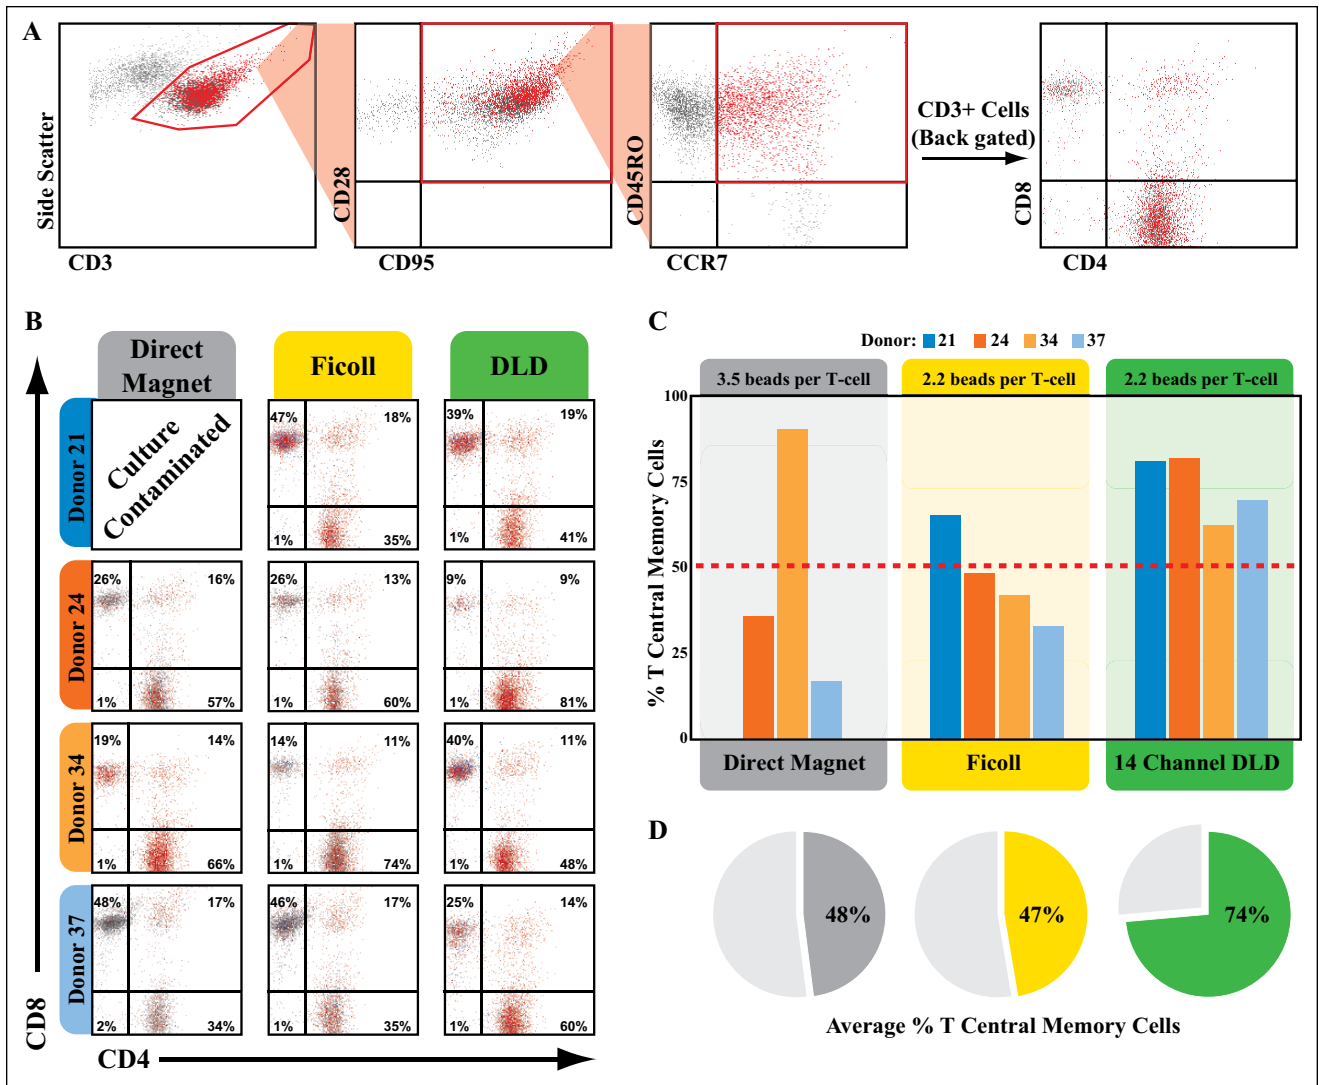 A
Side Scatter
CD3
CD28
CD95
CD45RO
CCR7
CD3+ Cells
(Back gated)
CD8
CD4
B
Direct
Magnet
Ficoll
DLD
Donor 21
Culture
Contaminated
47%
18%
1%
35%
39%
19%
1%
41%
Donor 24
26%
16%
1%
57%
26%
13%
1%
60%
9%
9%
1%
81%
Donor 34
19%
14%
1%
66%
14%
11%
1%
74%
40%
11%
1%
48%
Donor 37
48%
17%
2%
34%
46%
17%
1%
35%
25%
14%
1%
60%
CD8
CD4
C
Donor: 21 24 34 37
3.5 beads per T-cell
2.2 beads per T-cell
2.2 beads per T-cell
% T Central Memory Cells
100
75
50
25
0
Direct Magnet
Ficoll
14 Channel DLD
D
48%
47%
74%
Average % T Central Memory Cells